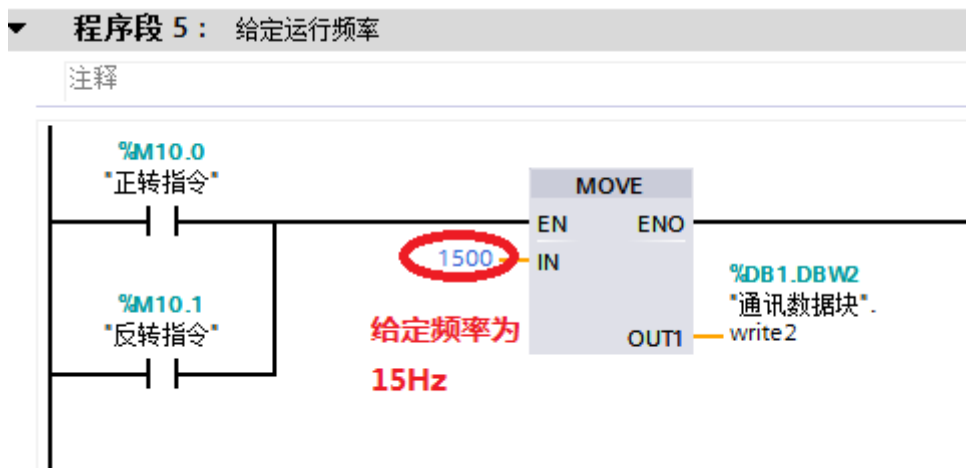 程序段 5： 给定运行频率
注释
%M10.0
"正转指令"
MOVE
EN ENO
1500 IN
%DB1.DBW2
"通讯数据块".
write2
OUT1
%M10.1
"反转指令"
给定频率为
15Hz